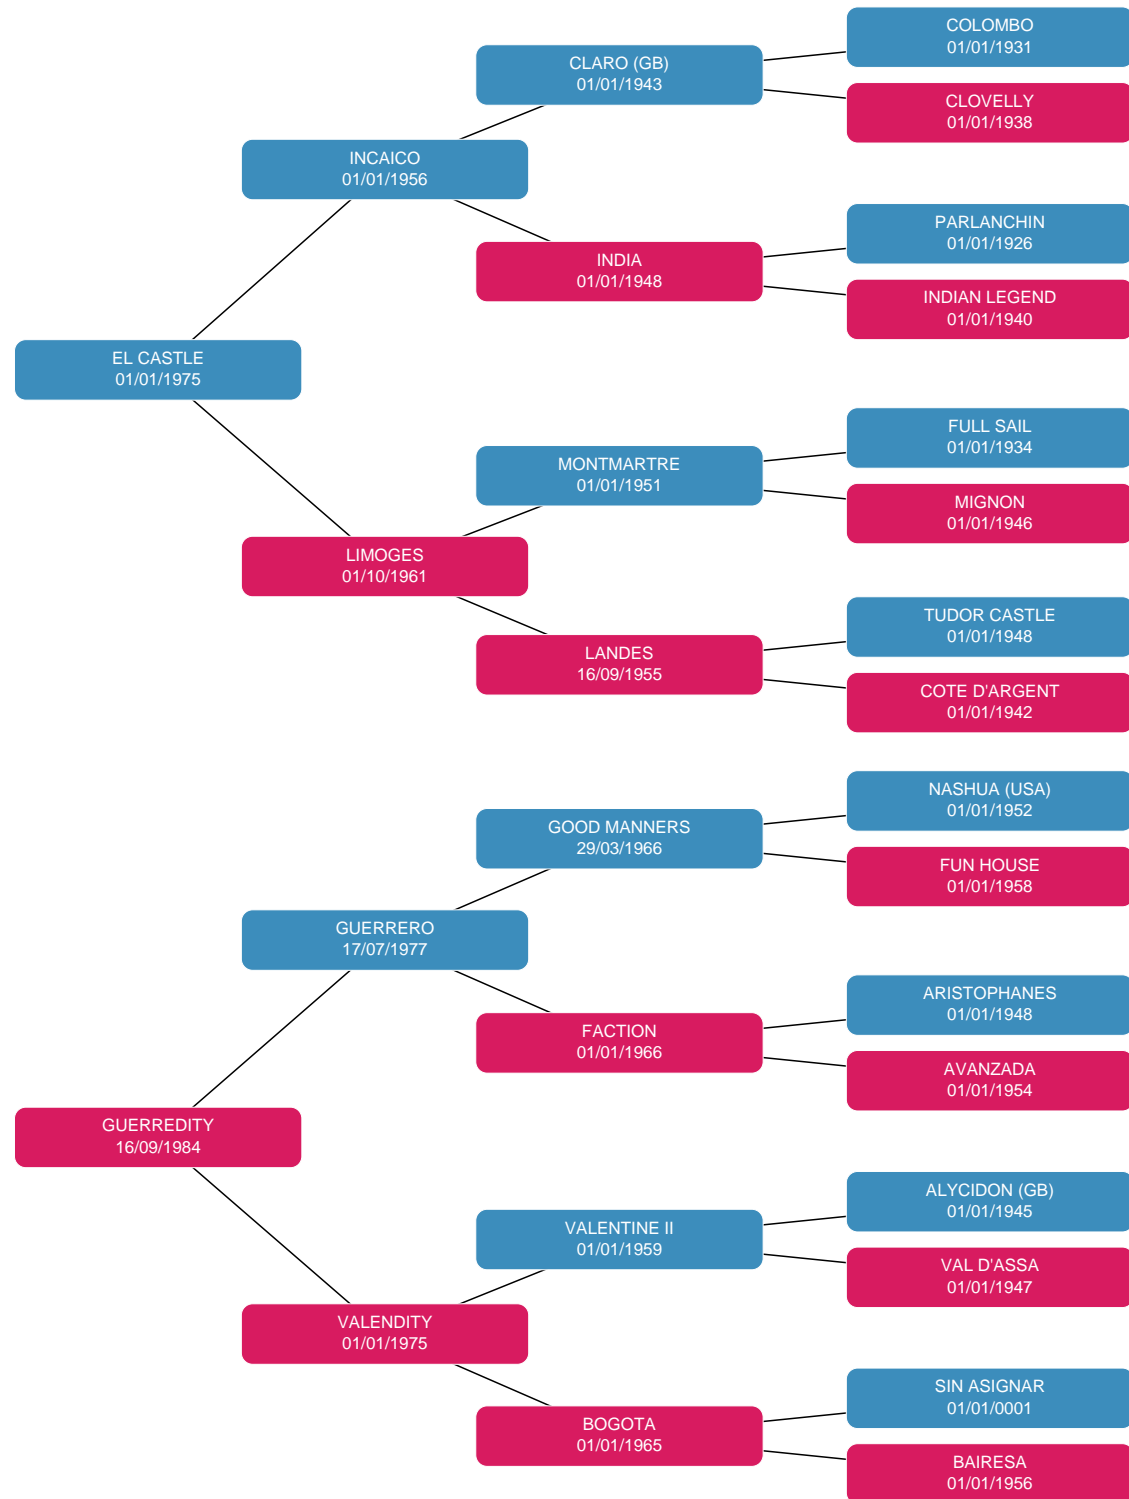 COLOMBO
01/01/1931
CLARO (GB)
01/01/1943
CLOVELLY
01/01/1938
INCAICO
01/01/1956
PARLANCHIN
01/01/1926
INDIA
01/01/1948
INDIAN LEGEND
01/01/1940
EL CASTLE
01/01/1975
FULL SAIL
01/01/1934
MONTMARTRE
01/01/1951
MIGNON
01/01/1946
LIMOGES
01/10/1961
TUDOR CASTLE
01/01/1948
LANDES
16/09/1955
COTE D'ARGENT
01/01/1942
NASHUA (USA)
01/01/1952
GOOD MANNERS
29/03/1966
FUN HOUSE
01/01/1958
GUERRERO
17/07/1977
ARISTOPHANES
01/01/1948
FACTION
01/01/1966
AVANZADA
01/01/1954
GUERREDITY
16/09/1984
ALYCIDON (GB)
01/01/1945
VALENTINE II
01/01/1959
VAL D'ASSA
01/01/1947
VALENDITY
01/01/1975
SIN ASIGNAR
01/01/0001
BOGOTA
01/01/1965
BAIRESA
01/01/1956